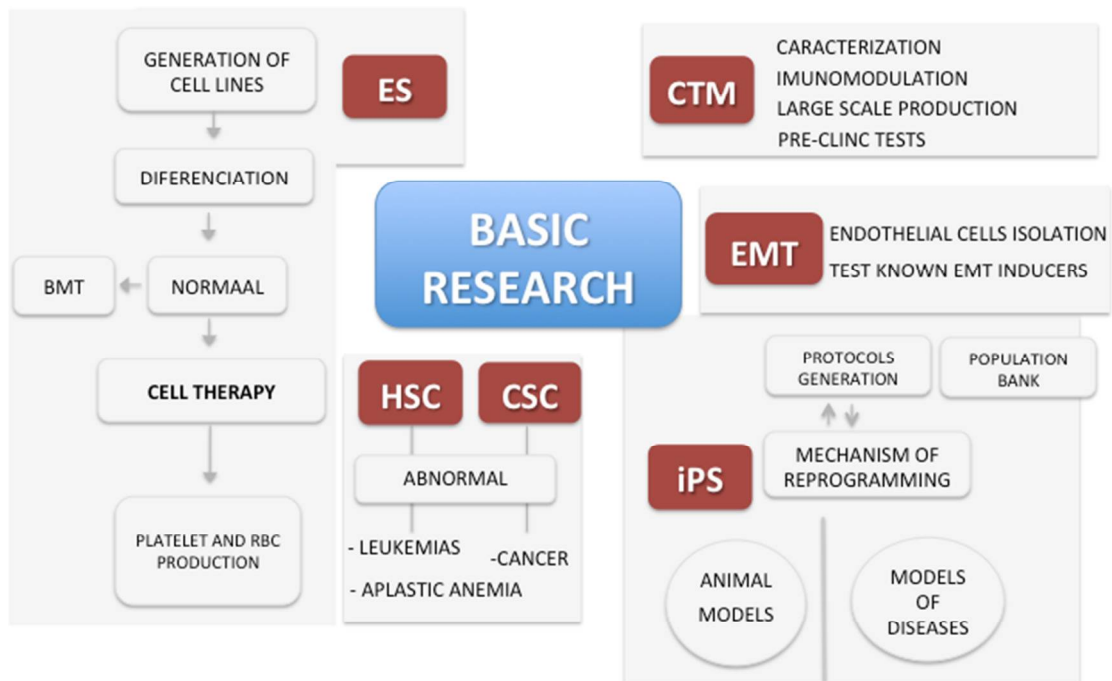 GENERATION OF
CELL LINES
ES
DIFERENCIATION
BMT
NORMAAL
CELL THERAPY
PLATELET AND RBC
PRODUCTION
BASIC
RESEARCH
HSC
CSC
ABNORMAL
- LEUKEMIAS
-CANCER
- APLASTIC ANEMIA
CTM
CARACTERIZATION
IMUNOMODULATION
LARGE SCALE PRODUCTION
PRE-CLINC TESTS
EMT
ENDOTHELIAL CELLS ISOLATION
TEST KNOWN EMT INDUCERS
PROTOCOLS
GENERATION
POPULATION
BANK
iPS
MECHANISM OF
REPROGRAMMING
ANIMAL
MODELS
MODELS
OF
DISEASES